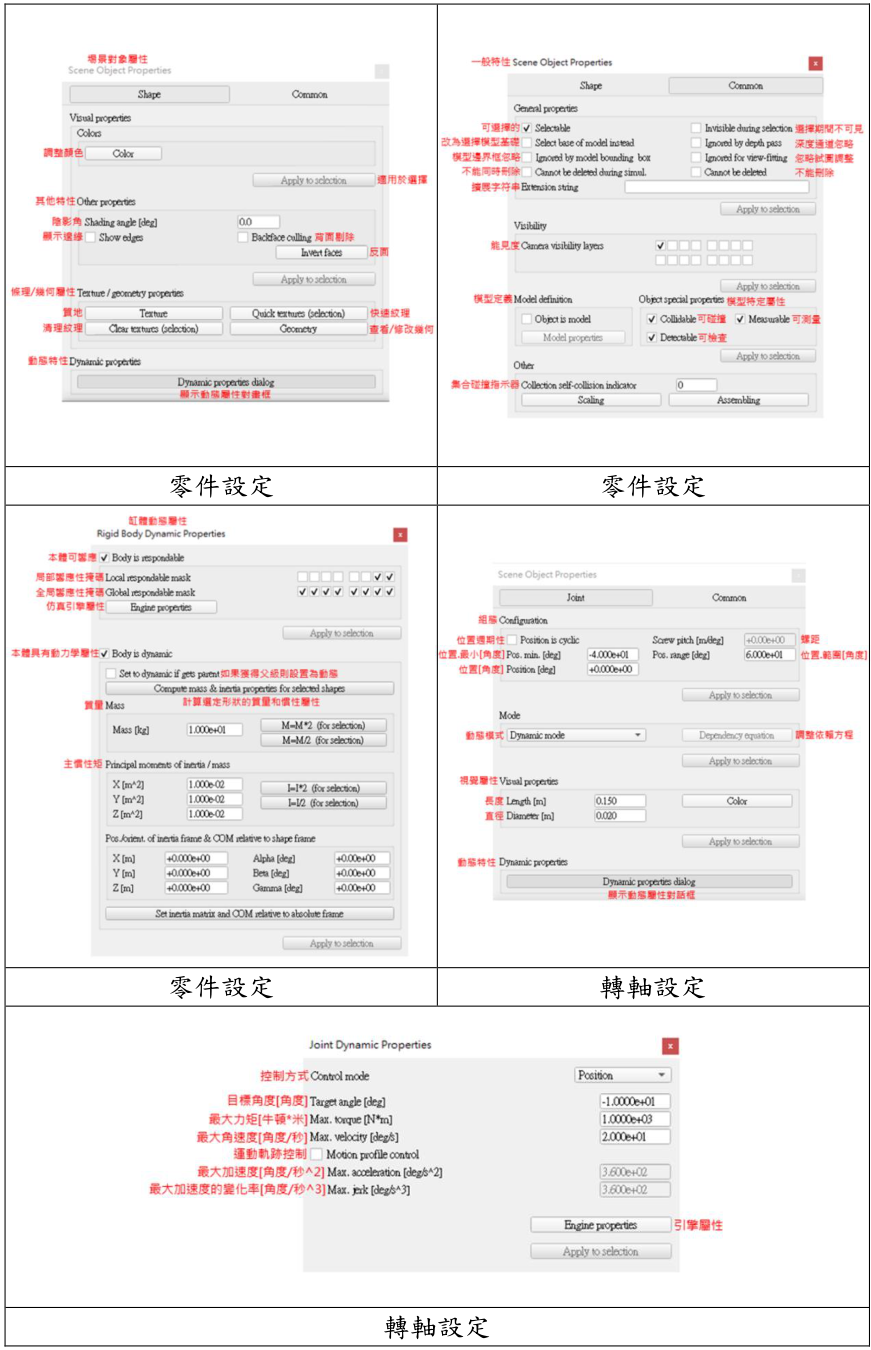 場景對象屬性
Scene Object Properties
Shape Common
Visual properties
Colors
調整顏色 Color
Apply to selection 適用於選擇
其他特性 Other properties
陰影角 Shading angle [deg] 0.0
顯示邊緣 Show edges Backface culling 背面剔除
Invert faces 反面
Apply to selection
條理/幾何屬性 Texture / geometry properties
質地 Texture Quick textures (selection) 快速紋理
清理紋理 Clear textures (selection) Geometry 查看/修改幾何
動態特性 Dynamic properties
Dynamic properties dialog
顯示動態屬性對畫框
零件設定
一般特性 Scene Object Properties x
Shape Common
General properties
可選擇的 Selectable Invisible during selection 選擇期間不可見
改為選擇模型基礎 Select base of model instead Ignored by depth pass 深度通道忽略
模型邊界框忽略 Ignored by model bounding box Ignored for view-fitting 忽略試圖調整
不能同時刪除 Cannot be deleted during simul. Cannot be deleted 不能刪除
擴展字符串 Extension string
Apply to selection
Visibility
能見度 Camera visibility layers
Apply to selection
模型定義 Model definition Object special properties 模型特定屬性
Object is model Collidable 可碰撞 Measurable 可測量
Model properties Detectable 可檢查
Apply to selection
Other
集合碰撞指示器 Collection self-collision indicator 0
Scaling Assembling
零件設定
缸體動態屬性
Rigid Body Dynamic Properties x
本體可響應 Body is respondable
局部響應性掩碼 Local respondable mask
全局響應性掩碼 Global respondable mask
仿真引擎屬性 Engine properties
Apply to selection
本體具有動力學屬性 Body is dynamic
Set to dynamic if gets parent 如果獲得父級則設置為動態
Compute mass & inertia properties for selected shapes
質量 Mass 計算選定形狀的質量和慣性屬性
Mass [kg] 1.000e+01 M=M*2 (for selection)
M=M/2 (for selection)
主慣性矩 Principal moments of inertia / mass
X [m^2] 1.000e-02 I=I*2 (for selection)
Y [m^2] 1.000e-02 I=I/2 (for selection)
Z [m^2] 1.000e-02
Pos./orient. of inertia frame & COM relative to shape frame
X [m] +0.000e+00 Alpha [deg] +0.00e+00
Y [m] +0.000e+00 Beta [deg] +0.00e+00
Z [m] +0.000e+00 Gamma [deg] +0.00e+00
Set inertia matrix and COM relative to absolute frame
Apply to selection
零件設定
Scene Object Properties
Joint Common
組態 Configuration
位置週期性 Position is cyclic Screw pitch [m/deg] +0.00e+00 螺距
位置.最小[角度] Pos. min. [deg] -4.000e+01 Pos. range [deg] 6.000e+01 位置.範圍[角度]
位置[角度] Position [deg] +0.000e+00
Apply to selection
Mode
動態模式 Dynamic mode Dependency equation 調整依賴方程
Apply to selection
視覺屬性 Visual properties
長度 Length [m] 0.150 Color
直徑 Diameter [m] 0.020
Apply to selection
動態特性 Dynamic properties
Dynamic properties dialog
顯示動態屬性對話框
轉軸設定
Joint Dynamic Properties x
控制方式 Control mode Position
目標角度[角度] Target angle [deg] -1.0000e+01
最大力矩[牛頓*米] Max. torque [N*m] 1.0000e+03
最大角速度[角度/秒] Max. velocity [deg/s] 2.000e+01
運動軌跡控制 Motion profile control
最大加速度[角度/秒^2] Max. acceleration [deg/s^2] 3.600e+02
最大加速度的變化率[角度/秒^3] Max. jerk [deg/s^3] 3.600e+02
Engine properties 引擎屬性
Apply to selection
轉軸設定